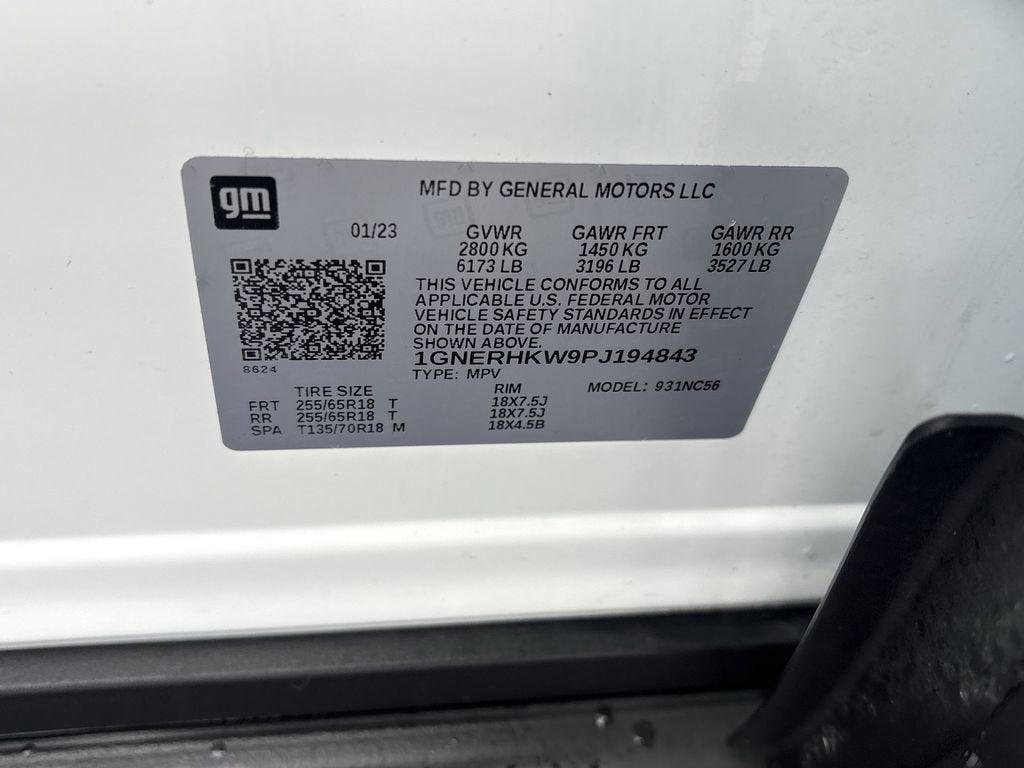 gm
MFD BY GENERAL MOTORS LLC
01/23 GVWR GAWR FRT GAWR RR
2800 KG 1450 KG 1600 KG
6173 LB 3196 LB 3527 LB
THIS VEHICLE CONFORMS TO ALL
APPLICABLE U.S. FEDERAL MOTOR
VEHICLE SAFETY STANDARDS IN EFFECT
ON THE DATE OF MANUFACTURE
SHOWN ABOVE.
1GNERHKW9PJ194843
8624
TYPE: MPV
TIRE SIZE RIM MODEL: 931NC56
FRT 255/65R18 T 18X7.5J
RR 255/65R18 T 18X7.5J
SPA T135/70R18 M 18X4.5B